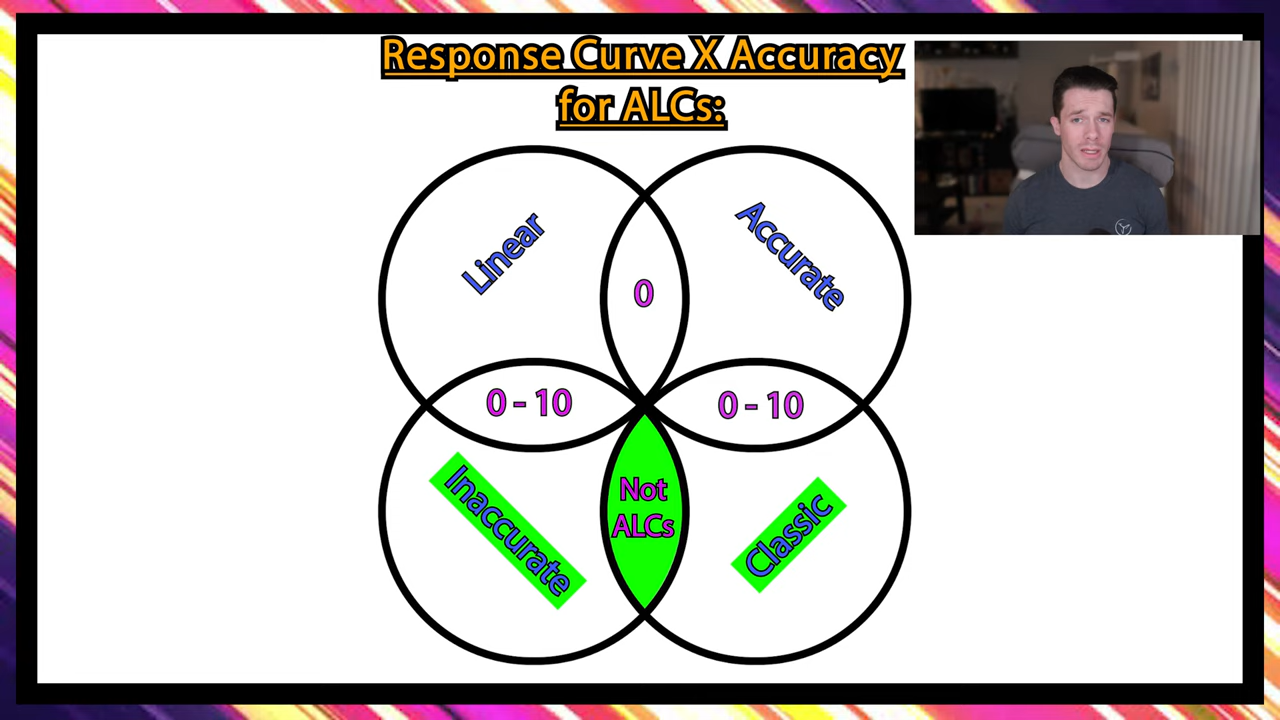 Response Curve X Accuracy
for ALCs:
Linear
Accurate
0
0 - 10
0 - 10
Not
ALCs
Inaccurate
Classic